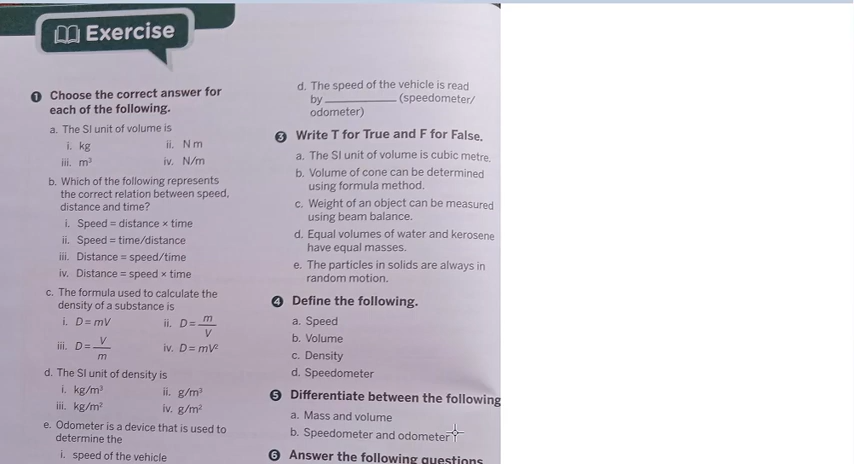 Exercise
1 Choose the correct answer for
each of the following.
a. The SI unit of volume is
i. kg ii. N m
iii. m³ iv. N/m
b. Which of the following represents
the correct relation between speed,
distance and time?
i. Speed = distance × time
ii. Speed = time/distance
iii. Distance = speed/time
iv. Distance = speed × time
c. The formula used to calculate the
density of a substance is
i. D = mV ii. D = m/V
iii. D = V/m iv. D = mV²
d. The SI unit of density is
i. kg/m³ ii. g/m³
iii. kg/m² iv. g/m²
e. Odometer is a device that is used to
determine the
i. speed of the vehicle
d. The speed of the vehicle is read
by ____________ (speedometer/
odometer)
3 Write T for True and F for False.
a. The SI unit of volume is cubic metre.
b. Volume of cone can be determined
using formula method.
c. Weight of an object can be measured
using beam balance.
d. Equal volumes of water and kerosene
have equal masses.
e. The particles in solids are always in
random motion.
4 Define the following.
a. Speed
b. Volume
c. Density
d. Speedometer
5 Differentiate between the following
a. Mass and volume
b. Speedometer and odometer
6 Answer the following questions